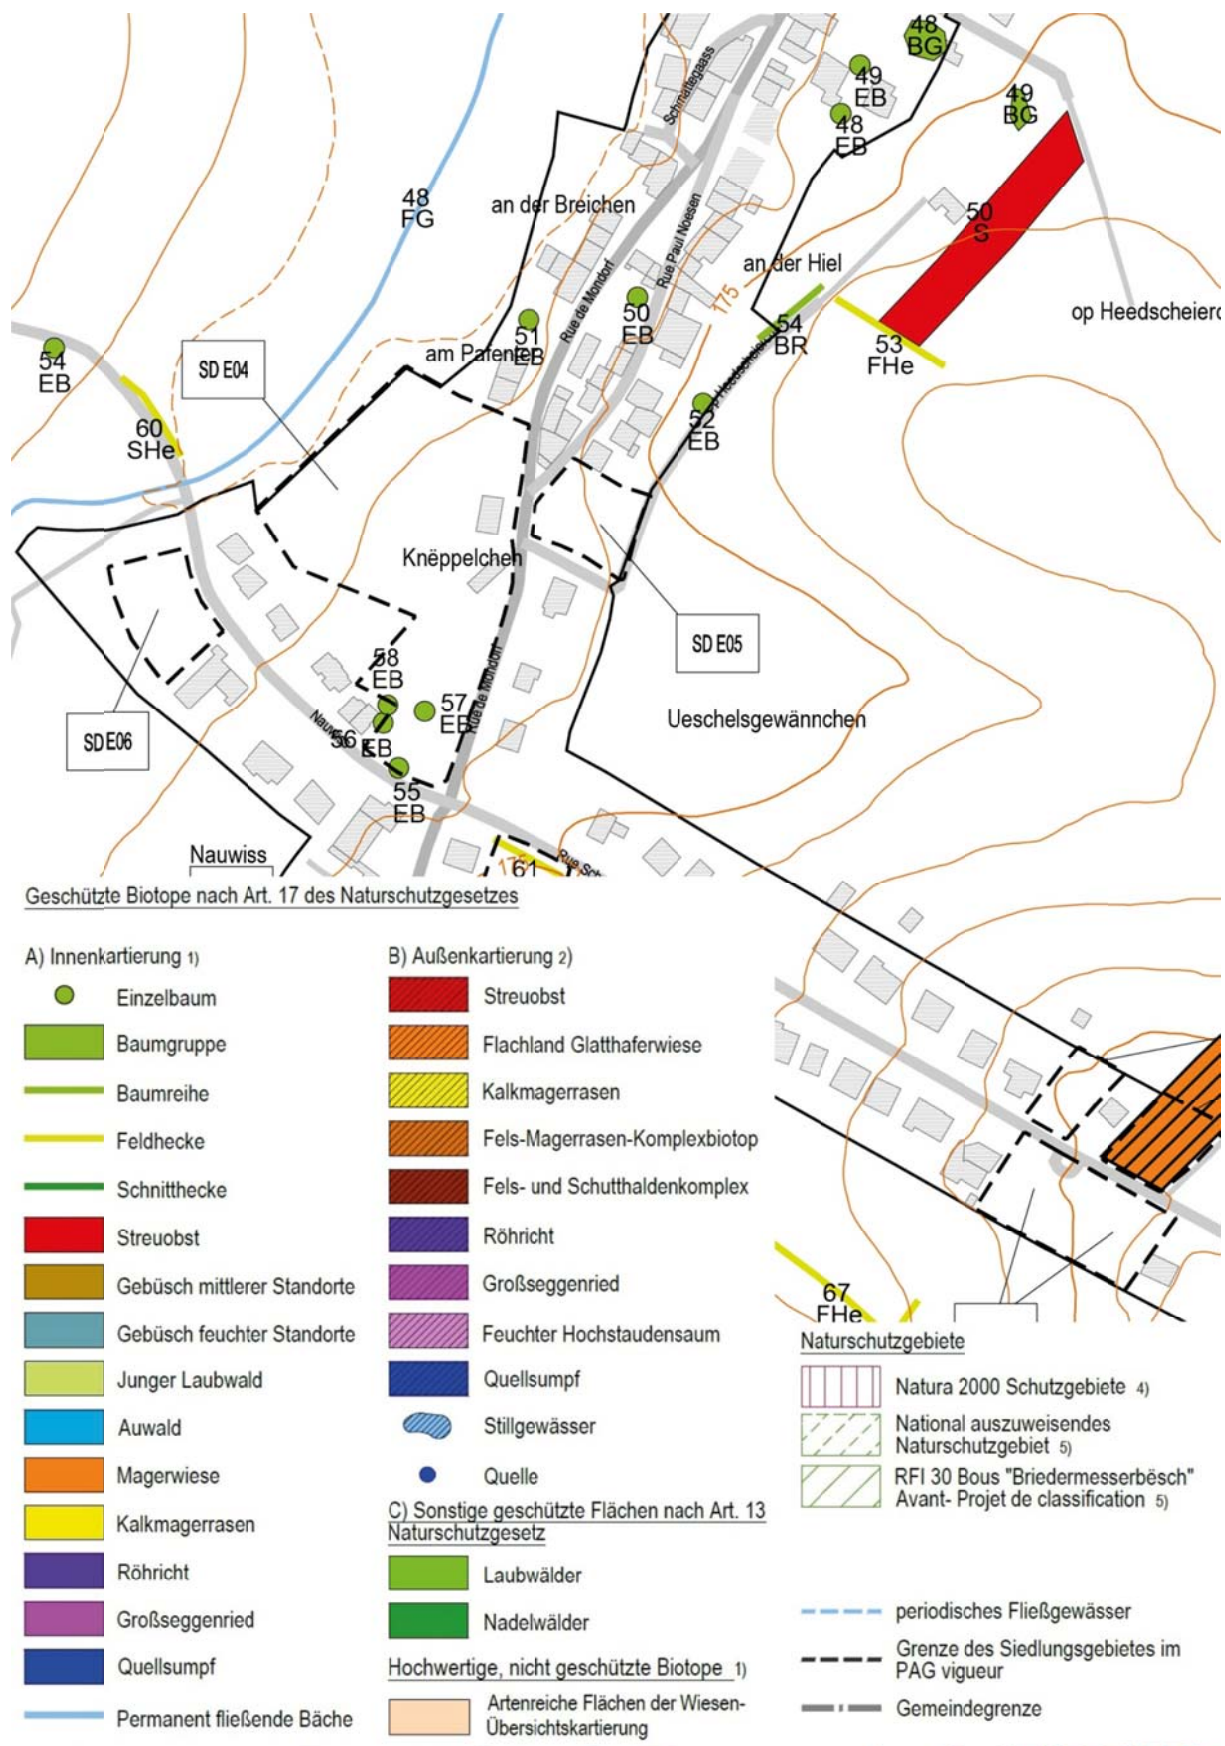 48
BG
Schmattegaass
49
EB
48
EB
49
BG
48
FG
an der Breichen
Rue Paul Noesen
50
S
an der Hiel
175
Rue de Mondorf
50
EB
51
EB
54
BR
53
FHe
54
EB
SD E04
52
EB
60
SHe
Knëppelchen
SD E05
58
EB
57
EB
Rue de Mondorf
Ueschelsgewännchen
SD E06
56
EB
55
EB
Nauwiss
175
61
Geschützte Biotope nach Art. 17 des Naturschutzgesetzes
A) Innenkartierung 1)
Einzelbaum
Baumgruppe
Baumreihe
Feldhecke
Schnitthecke
Streuobst
Gebüsch mittlerer Standorte
Gebüsch feuchter Standorte
Junger Laubwald
Auwald
Magerwiese
Kalkmagerrasen
Röhricht
Großseggenried
Quellsumpf
Permanent fließende Bäche
B) Außenkartierung 2)
Streuobst
Flachland Glatthaferwiese
Kalkmagerrasen
Fels-Magerrasen-Komplexbiotop
Fels- und Schutthaldenkomplex
Röhricht
Großseggenried
Feuchter Hochstaudensaum
Quellsumpf
Stillgewässer
Quelle
C) Sonstige geschützte Flächen nach Art. 13
Naturschutzgesetz
Laubwälder
Nadelwälder
Hochwertige, nicht geschützte Biotope 1)
Artenreiche Flächen der Wiesen-
Übersichtskartierung
67
FHe
Naturschutzgebiete
Natura 2000 Schutzgebiete 4)
National auszuweisendes
Naturschutzgebiet 5)
RFI 30 Bous "Briedermesserbësch"
Avant- Projet de classification 5)
periodisches Fließgewässer
Grenze des Siedlungsgebietes im
PAG vigueur
Gemeindegrenze